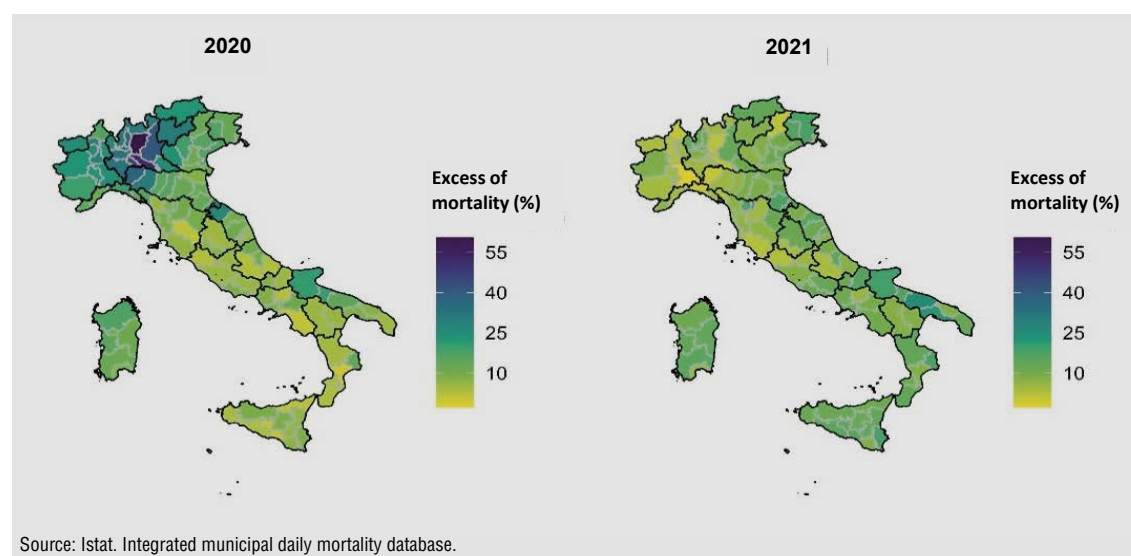 2020
2021
Excess of
mortality (%)
55
40
25
10
Excess of
mortality (%)
55
40
25
10
Source: Istat. Integrated municipal daily mortality database.